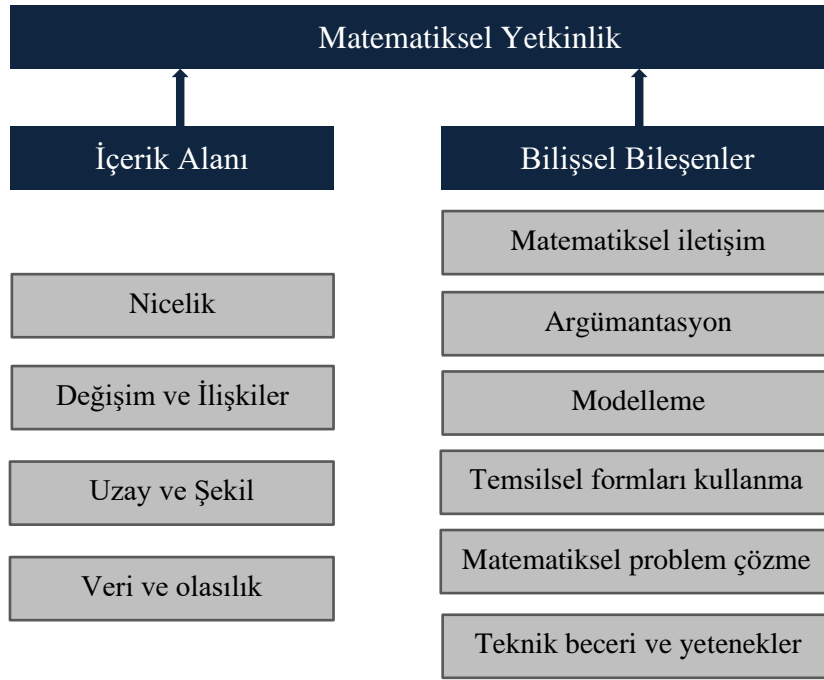 Matematiksel Yetkinlik
İçerik Alanı
Nicelik
Değişim ve İlişkiler
Uzay ve Şekil
Veri ve olasılık
Bilişsel Bileşenler
Matematiksel iletişim
Argümantasyon
Modelleme
Temsilsel formları kullanma
Matematiksel problem çözme
Teknik beceri ve yetenekler